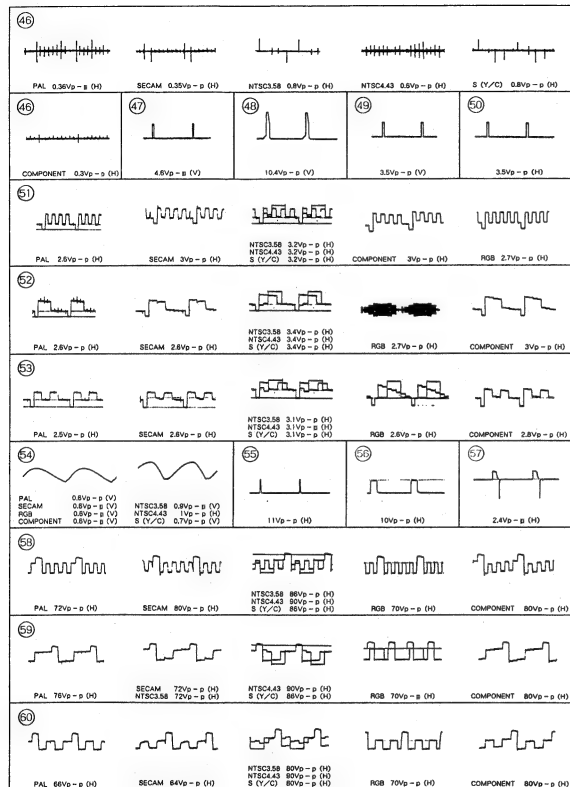 46
PAL 0.36Vp-p (H)
SECAM 0.35Vp-p (H)
NTSC3.58 0.8Vp-p (H)
NTSC4.43 0.6Vp-p (H)
S (Y/C) 0.8Vp-p (H)
46
COMPONENT 0.3Vp-p (H)
47
4.6Vp-p (V)
48
10.4Vp-p (V)
49
3.5Vp-p (V)
50
3.5Vp-p (H)
51
PAL 2.6Vp-p (H)
SECAM 3Vp-p (H)
NTSC3.58 3.2Vp-p (H)
NTSC4.43 3.2Vp-p (H)
S (Y/C) 3.2Vp-p (H)
COMPONENT 3Vp-p (H)
RGB 2.7Vp-p (H)
52
PAL 2.6Vp-p (H)
SECAM 2.6Vp-p (H)
NTSC3.58 3.4Vp-p (H)
NTSC4.43 3.4Vp-p (H)
S (Y/C) 3.4Vp-p (H)
RGB 2.7Vp-p (H)
COMPONENT 3Vp-p (H)
53
PAL 2.5Vp-p (H)
SECAM 2.6Vp-p (H)
NTSC3.58 3.1Vp-p (H)
NTSC4.43 3.1Vp-p (H)
S (Y/C) 3.1Vp-p (H)
RGB 2.6Vp-p (H)
COMPONENT 2.8Vp-p (H)
54
PAL 0.6Vp-p (V)
SECAM 0.6Vp-p (V)
RGB 0.6Vp-p (V)
COMPONENT 0.6Vp-p (V)
NTSC3.58 0.9Vp-p (V)
NTSC4.43 1Vp-p (H)
S (Y/C) 0.7Vp-p (V)
55
11Vp-p (H)
56
10Vp-p (H)
57
2.4Vp-p (H)
58
PAL 72Vp-p (H)
SECAM 80Vp-p (H)
NTSC3.58 86Vp-p (H)
NTSC4.43 90Vp-p (H)
S (Y/C) 86Vp-p (H)
RGB 70Vp-p (H)
COMPONENT 80Vp-p (H)
59
PAL 76Vp-p (H)
SECAM 72Vp-p (H)
NTSC3.58 72Vp-p (H)
NTSC4.43 90Vp-p (H)
S (Y/C) 86Vp-p (H)
RGB 70Vp-p (H)
COMPONENT 80Vp-p (H)
60
PAL 66Vp-p (H)
SECAM 64Vp-p (H)
NTSC3.58 80Vp-p (H)
NTSC4.43 90Vp-p (H)
S (Y/C) 80Vp-p (H)
RGB 70Vp-p (H)
COMPONENT 80Vp-p (H)